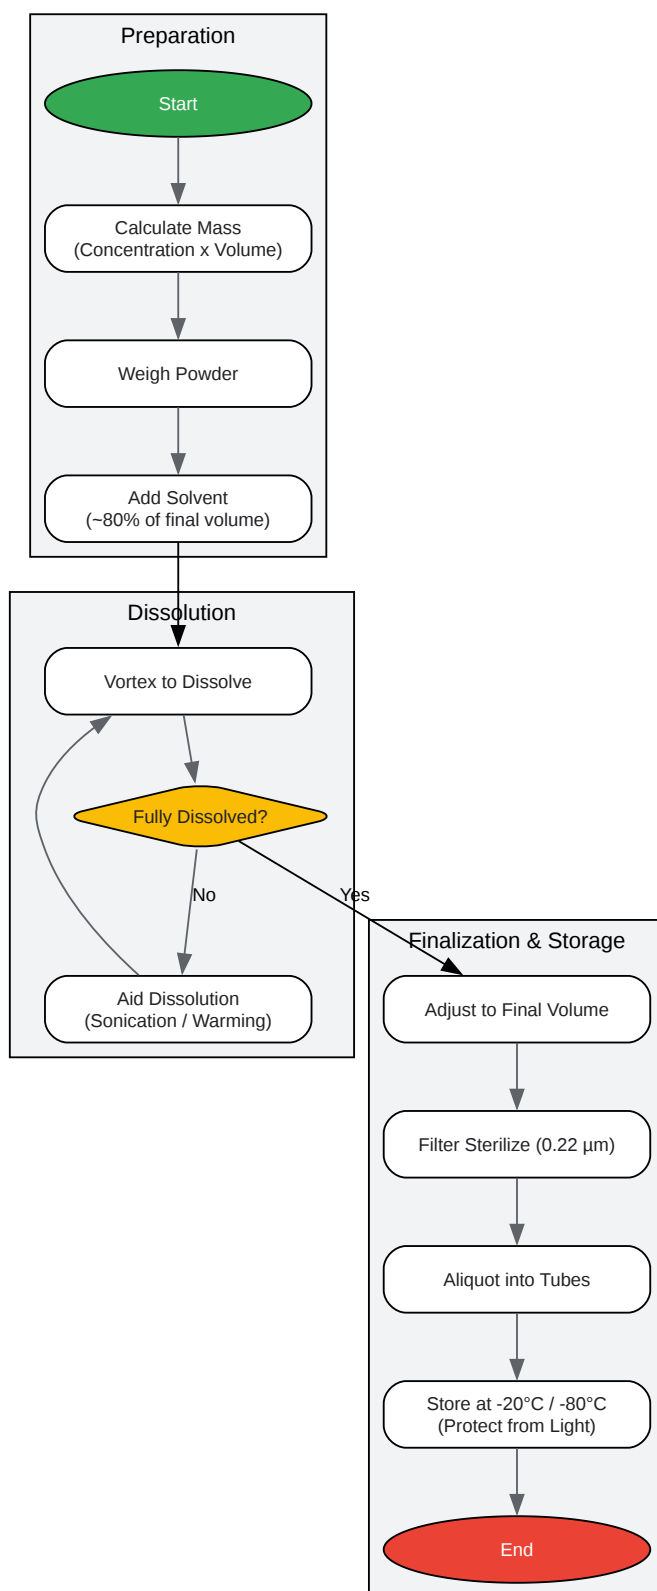 Preparation
Start
Calculate Mass
(Concentration x Volume)
Weigh Powder
Add Solvent
(~80% of final volume)
Dissolution
Vortex to Dissolve
Fully Dissolved?
No
Yes
Aid Dissolution
(Sonication / Warming)
Finalization & Storage
Adjust to Final Volume
Filter Sterilize (0.22 µm)
Aliquot into Tubes
Store at -20°C / -80°C
(Protect from Light)
End